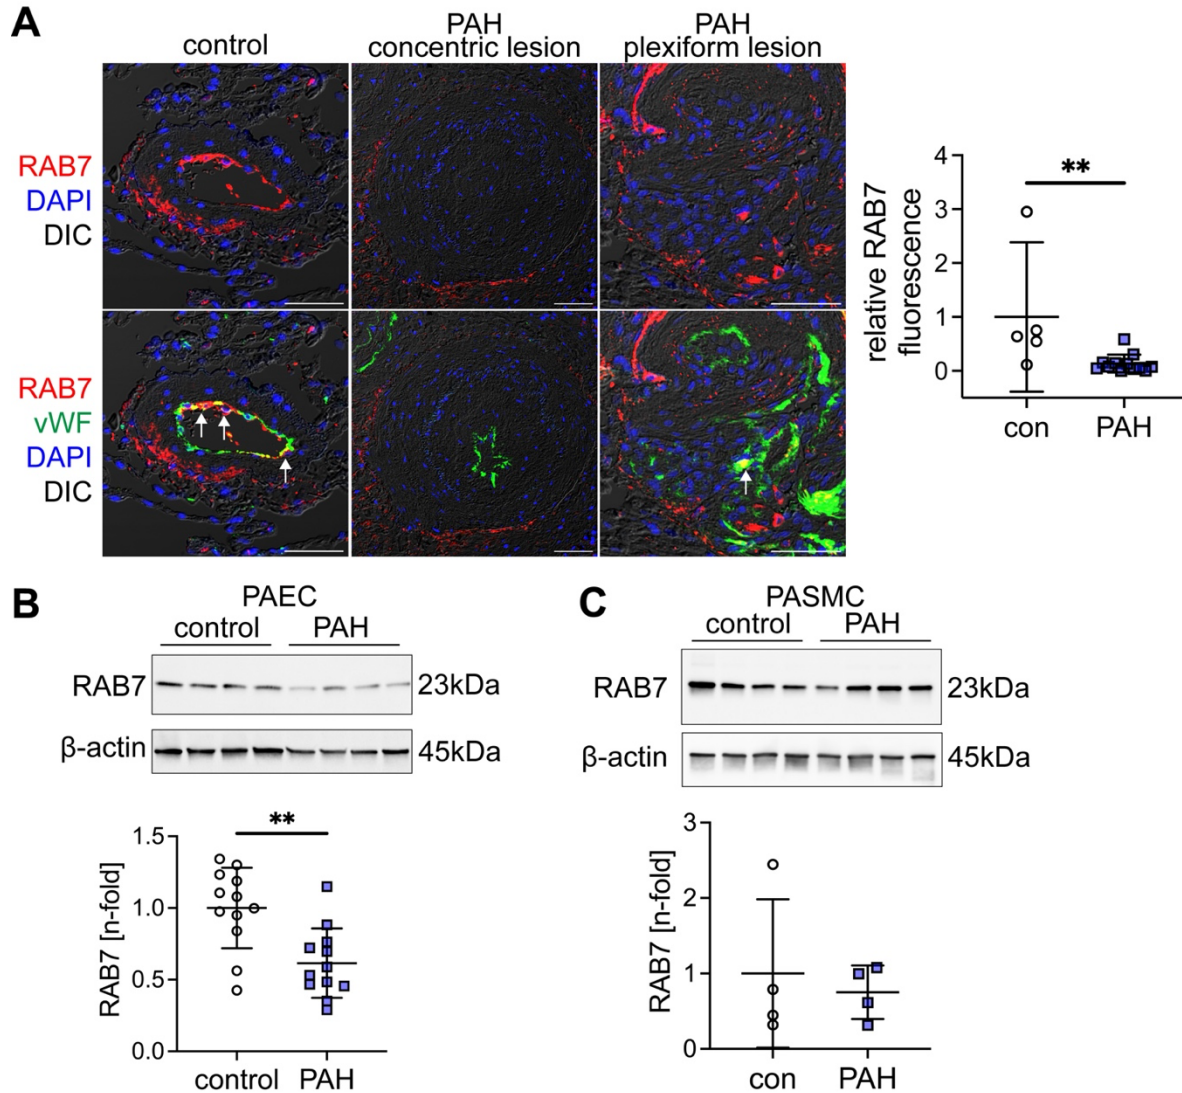 A
control
PAH
concentric lesion
PAH
plexiform lesion
RAB7
DAPI
DIC
RAB7
vWF
DAPI
DIC
relative RAB7
fluorescence
4
3
2
1
0
**
con
PAH
B
PAEC
control
PAH
RAB7
23kDa
β-actin
45kDa
RAB7 [n-fold]
1.5
1.0
0.5
0.0
**
control
PAH
C
PASMC
control
PAH
RAB7
23kDa
β-actin
45kDa
RAB7 [n-fold]
3
2
1
0
con
PAH